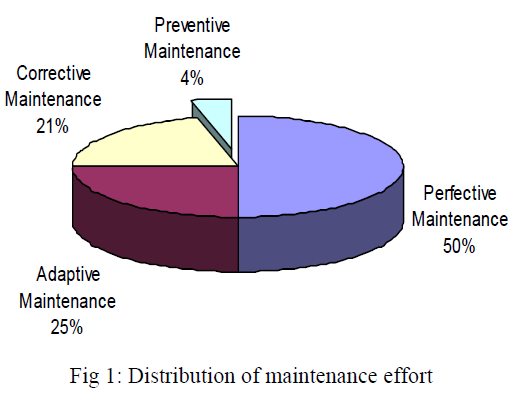 Preventive
Maintenance
4%
Corrective
Maintenance
21%
Perfective
Maintenance
50%
Adaptive
Maintenance
25%
Fig 1: Distribution of maintenance effort